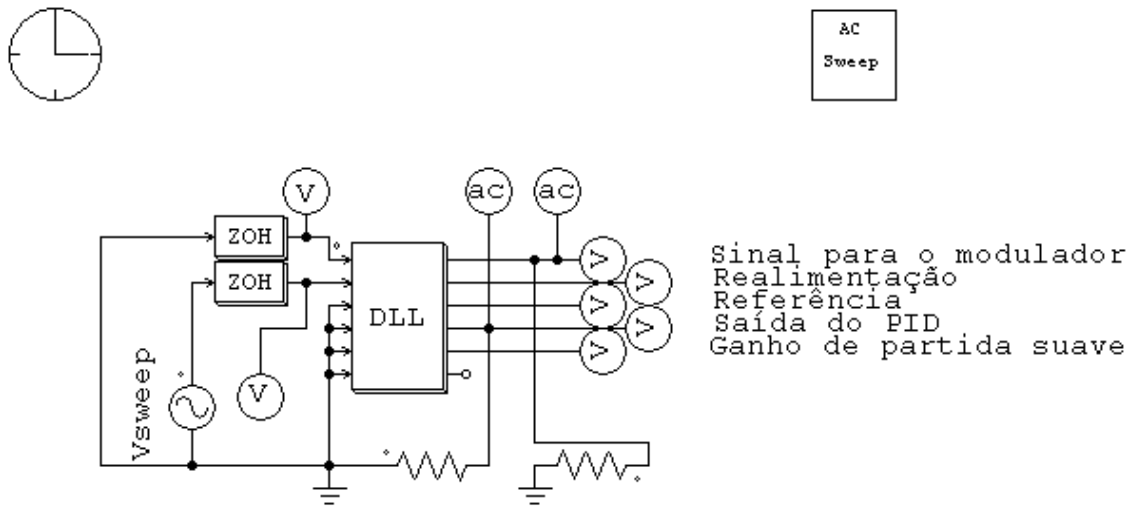 AC
Sweep
V
ac
ac
ZOH
ZOH
DLL
V
V
V
V
V
V
Vsweep
Sinal para o modulador
Realimentação
Referência
Saída do PID
Ganho de partida suave